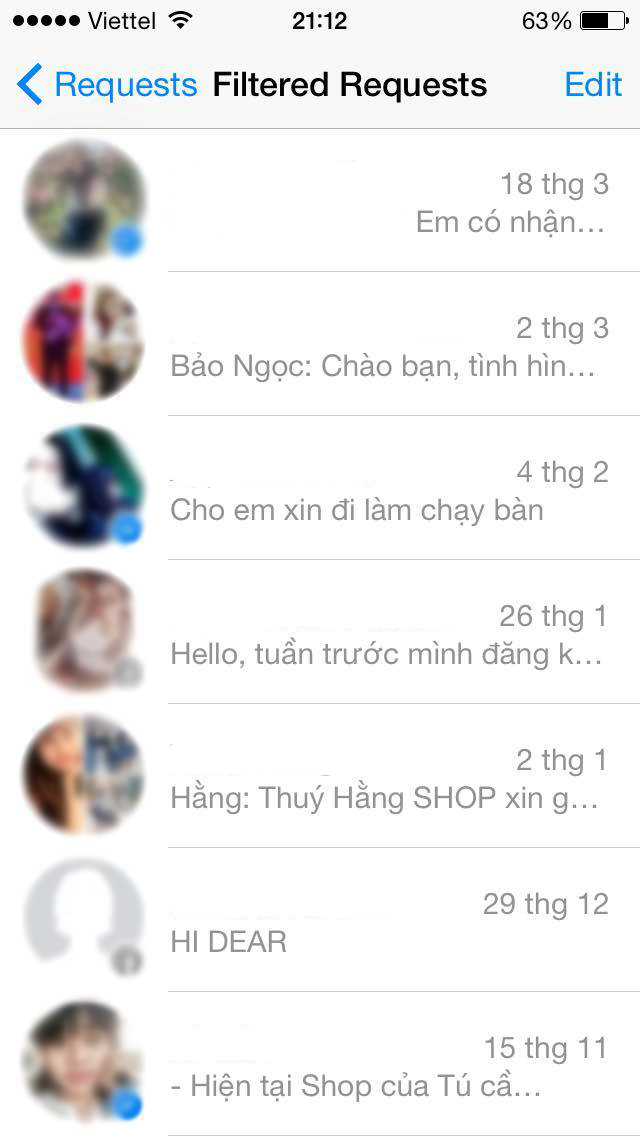 Viettel 21:12 63%
Requests Filtered Requests Edit
18 thg 3
Em có nhận...
2 thg 3
Bảo Ngọc: Chào bạn, tình hìn...
4 thg 2
Cho em xin đi làm chạy bàn
26 thg 1
Hello, tuần trước mình đăng k...
2 thg 1
Hằng: Thuý Hằng SHOP xin g...
29 thg 12
HI DEAR
15 thg 11
- Hiện tại Shop của Tú cầ...